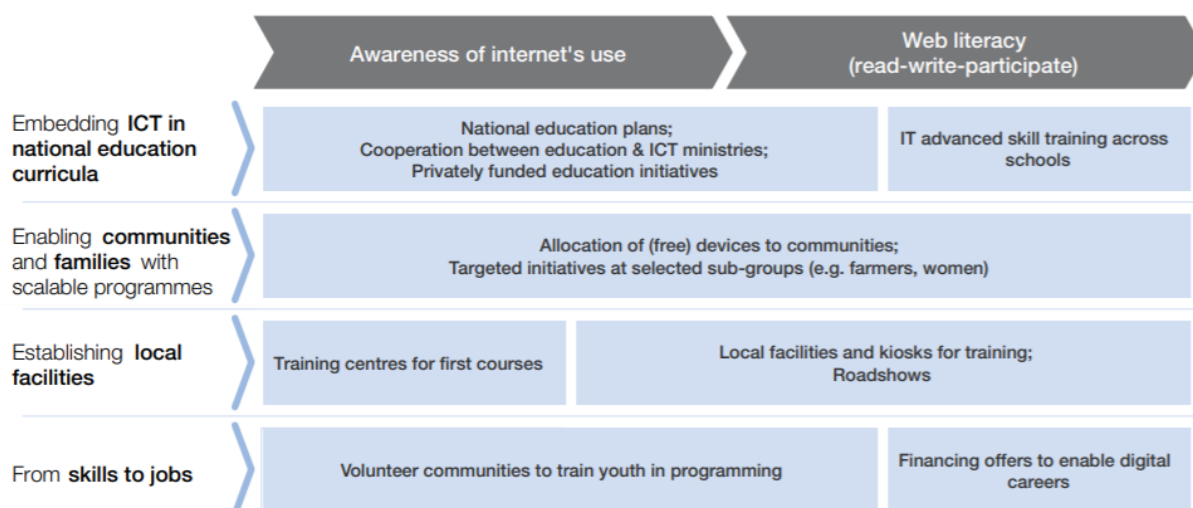 Awareness of internet's use
Web literacy
(read-write-participate)
Embedding ICT in
national education
curricula
National education plans;
Cooperation between education & ICT ministries;
Privately funded education initiatives
IT advanced skill training across
schools
Enabling communities
and families with
scalable programmes
Allocation of (free) devices to communities;
Targeted initiatives at selected sub-groups (e.g. farmers, women)
Establishing local
facilities
Training centres for first courses
Local facilities and kiosks for training;
Roadshows
From skills to jobs
Volunteer communities to train youth in programming
Financing offers to enable digital
careers